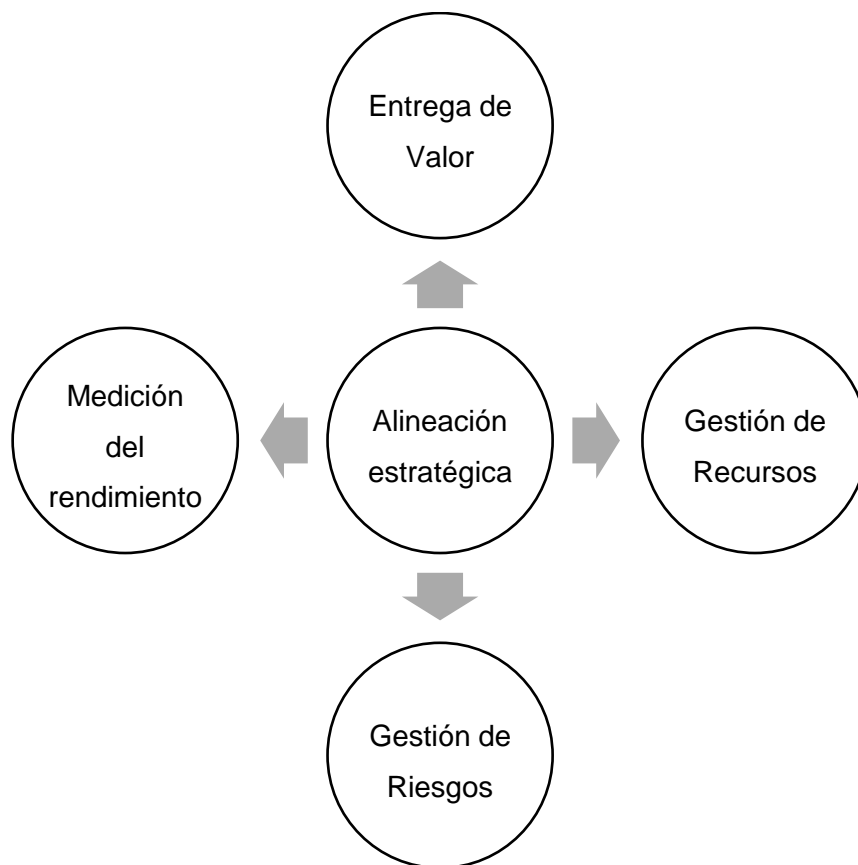 Entrega de
Valor
Medición
del
rendimiento
Alineación
estratégica
Gestión de
Recursos
Gestión de
Riesgos